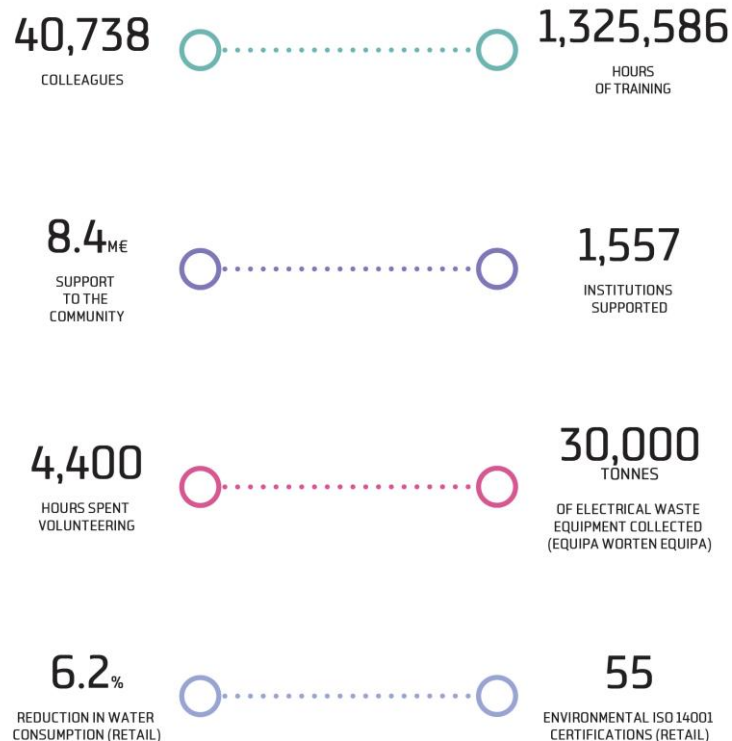 40,738
COLLEAGUES
1,325,586
HOURS
OF TRAINING
8.4M€
SUPPORT
TO THE
COMMUNITY
1,557
INSTITUTIONS
SUPPORTED
4,400
HOURS SPENT
VOLUNTEERING
30,000
TONNES
OF ELECTRICAL WASTE
EQUIPMENT COLLECTED
(EQUIPA WORTEN EQUIPA)
6.2%
REDUCTION IN WATER
CONSUMPTION (RETAIL)
55
ENVIRONMENTAL ISO 14001
CERTIFICATIONS (RETAIL)